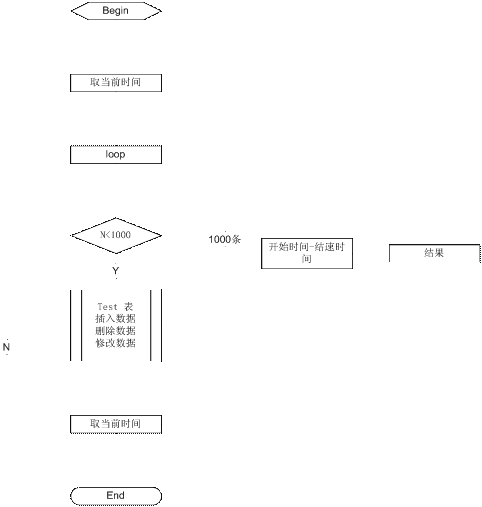 Begin
取当前时间
loop
N<1000
1000条
开始时间-结速时
间
结果
Y
Test 表
插入数据
删除数据
修改数据
N
取当前时间
End